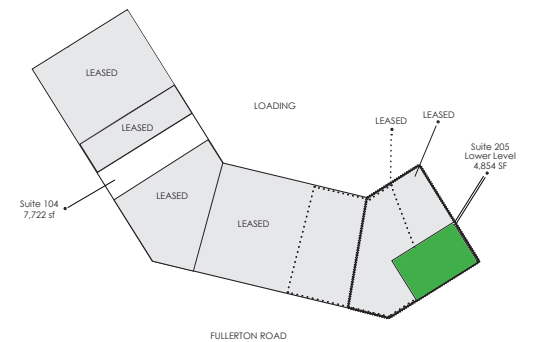 LEASED
LOADING
LEASED
LEASED
LEASED
Suite 205
Lower Level
4,854 SF
LEASED
Suite 104
7,722 sf
LEASED
FULLERTON ROAD